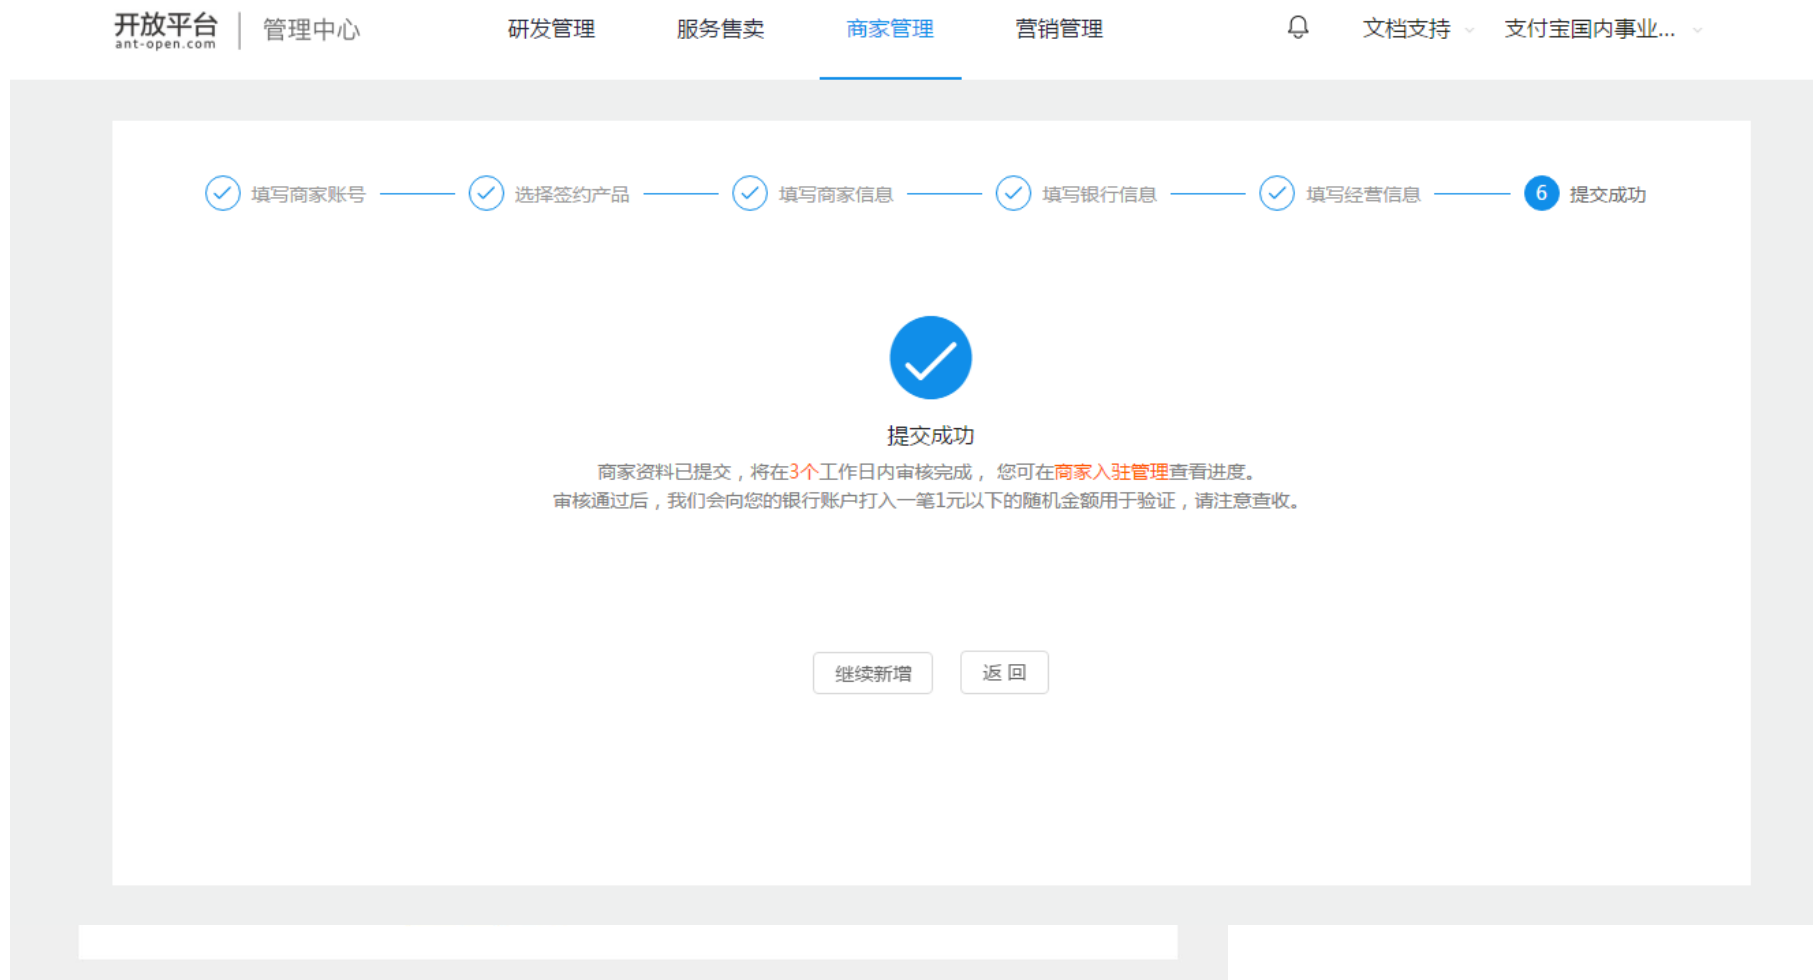 开放平台
ant-open.com
管理中心
研发管理
服务售卖
商家管理
营销管理
文档支持
支付宝国内事业...
填写商家账号
选择签约产品
填写商家信息
填写银行信息
填写经营信息
6 提交成功
提交成功
商家资料已提交，将在3个工作日内审核完成，您可在商家入驻管理查看进度。
审核通过后，我们会向您的银行账户打入一笔1元以下的随机金额用于验证，请注意查收。
继续新增
返 回